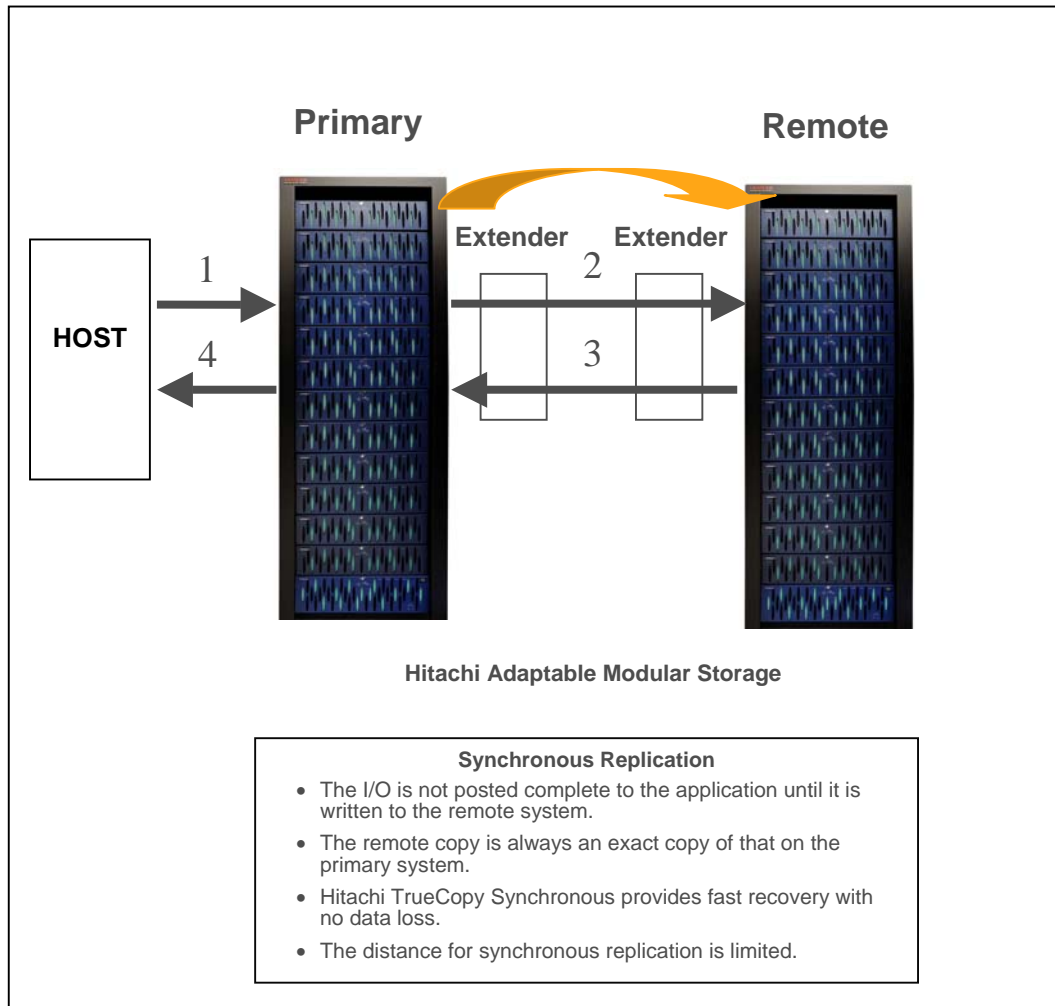 Primary
Remote
Extender
Extender
1
2
HOST
4
3
Hitachi Adaptable Modular Storage
Synchronous Replication
• The I/O is not posted complete to the application until it is
written to the remote system.
• The remote copy is always an exact copy of that on the
primary system.
• Hitachi TrueCopy Synchronous provides fast recovery with
no data loss.
• The distance for synchronous replication is limited.